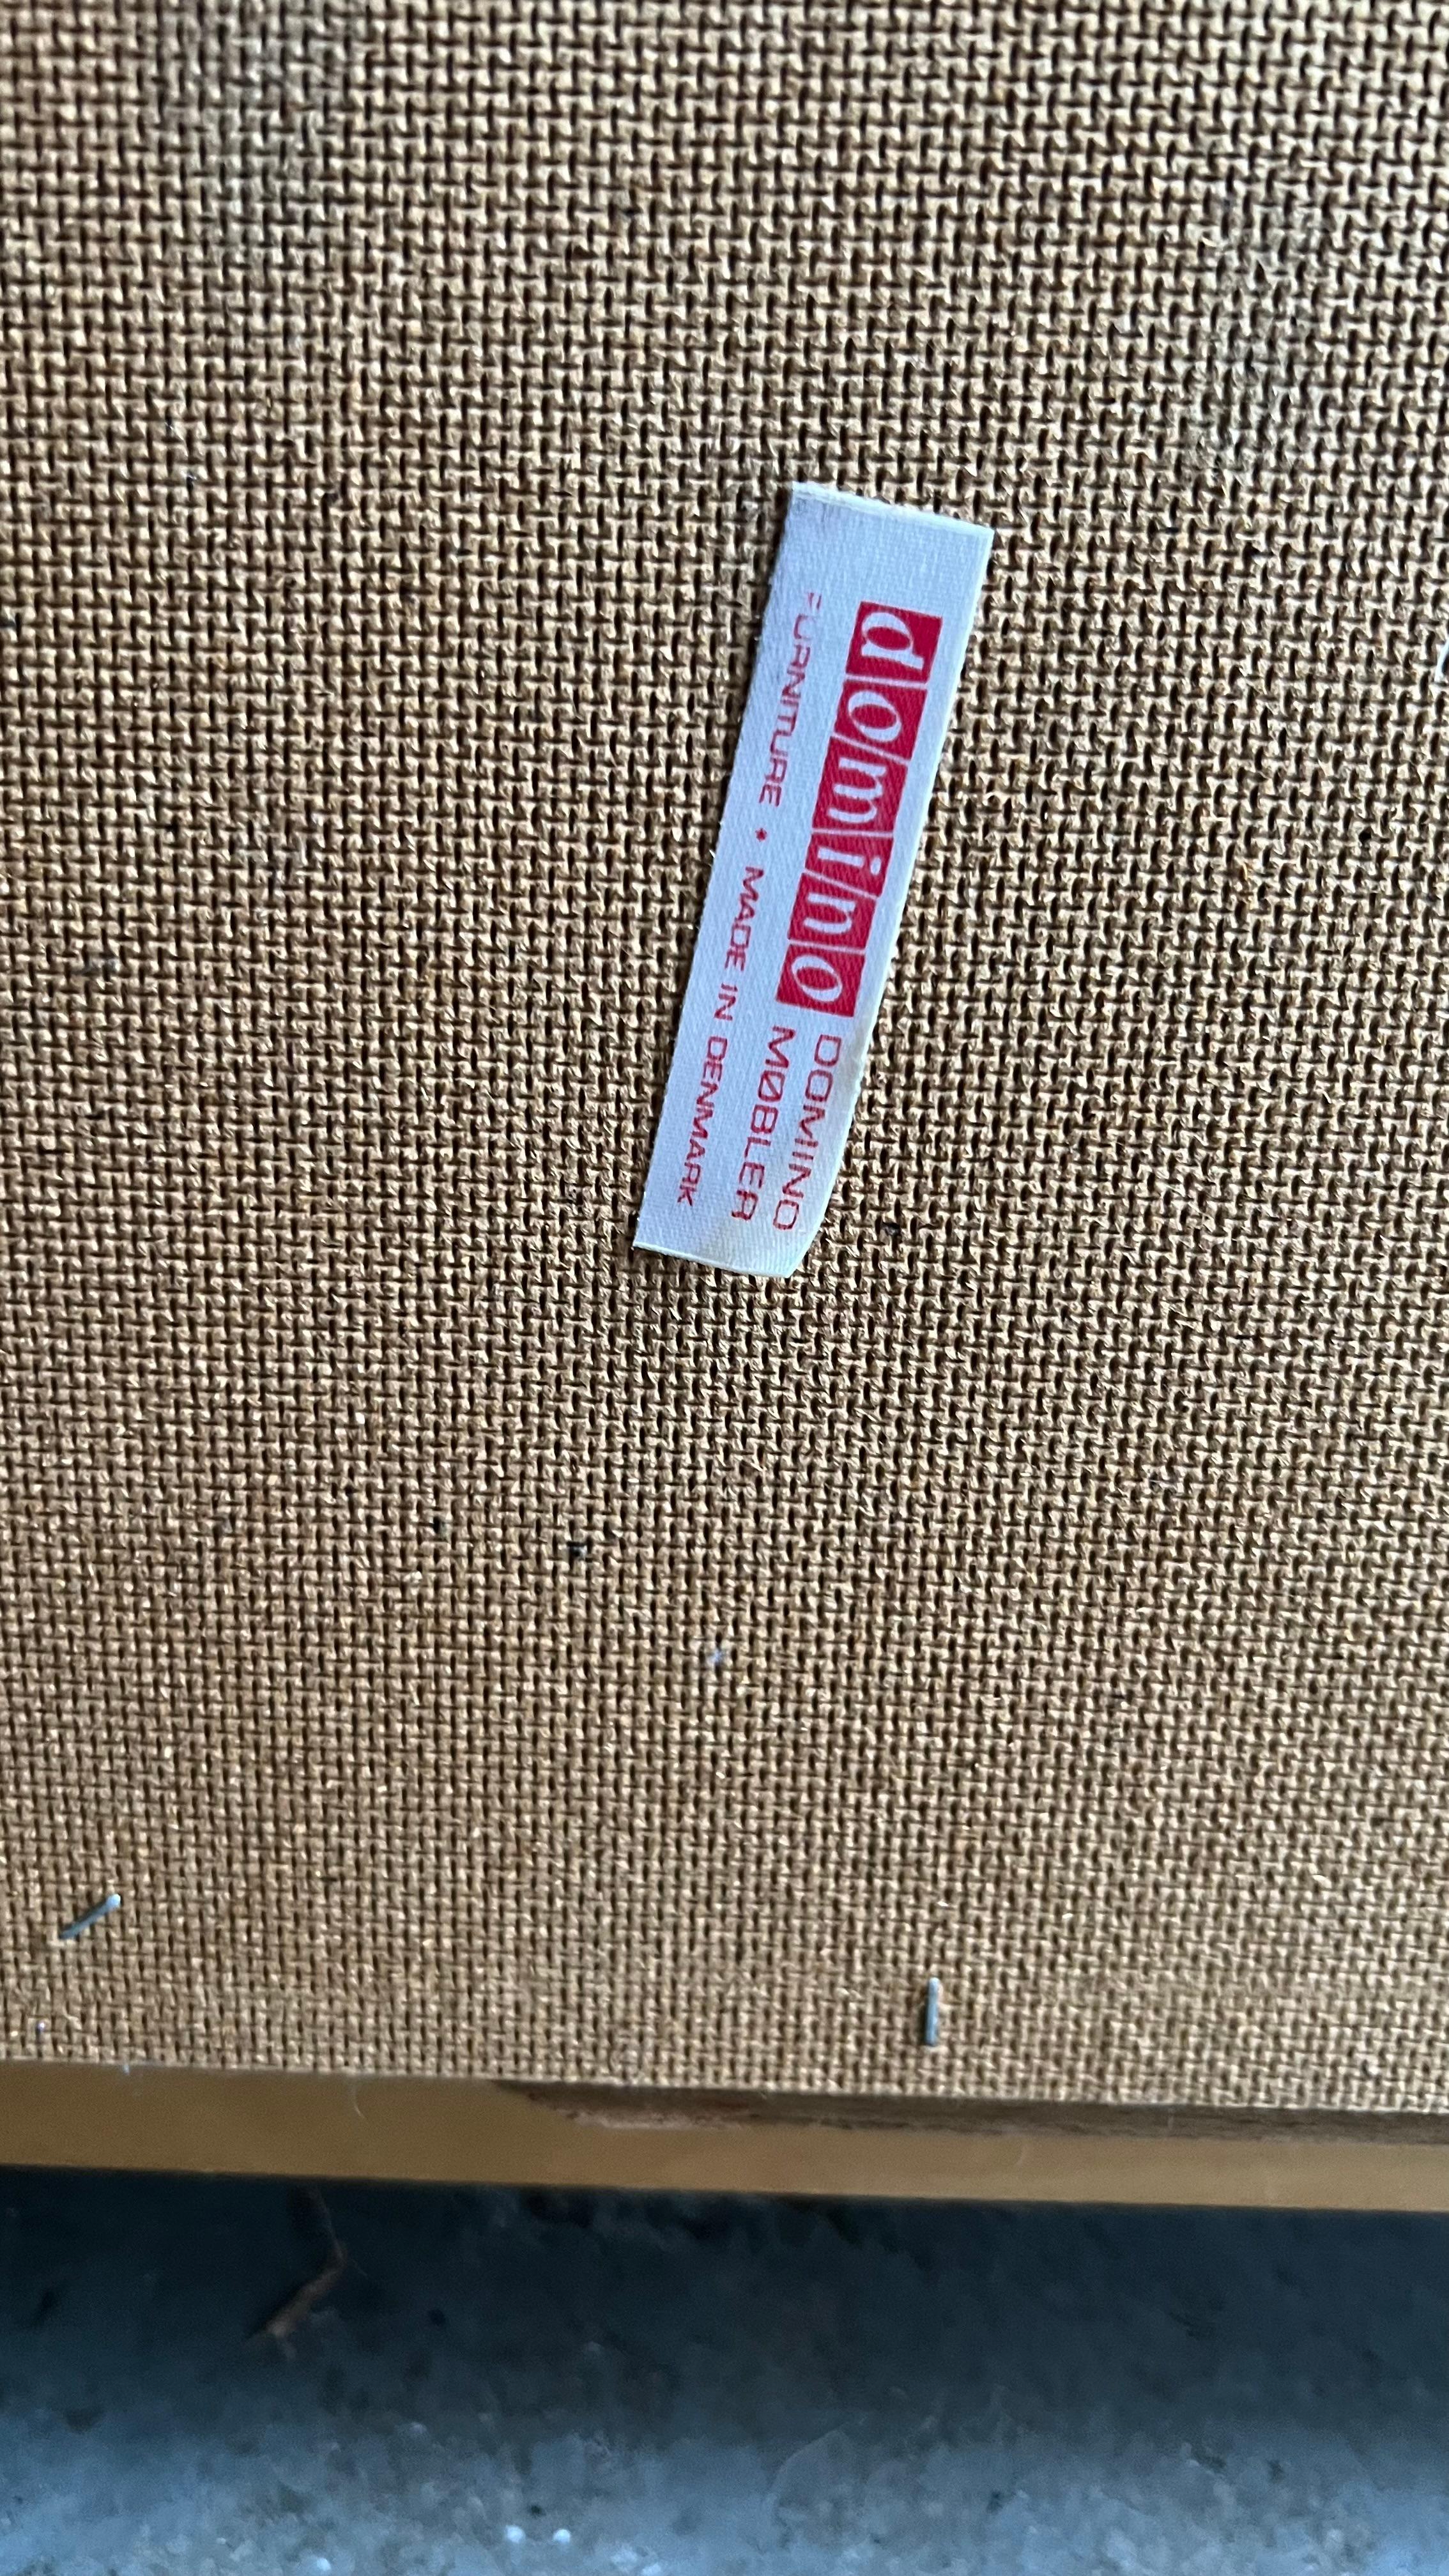 domino DOMINO
MØBLER
FURNITURE * MADE IN DENMARK